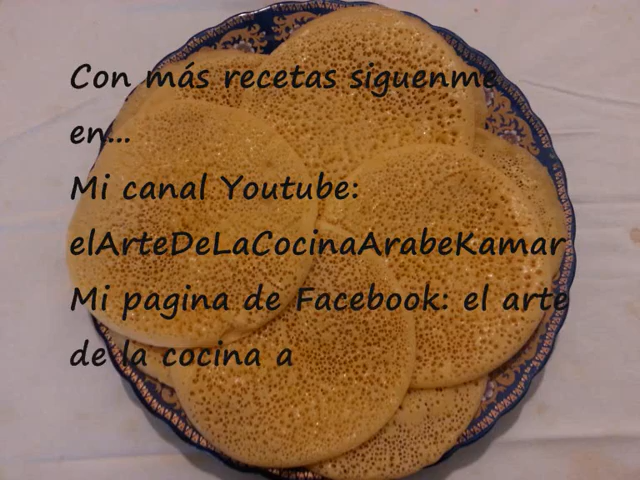 Con más recetas siguenme
en...
Mi canal Youtube:
elArteDeLaCocinaArabeKamar
Mi pagina de Facebook: el arte
de la cocina a